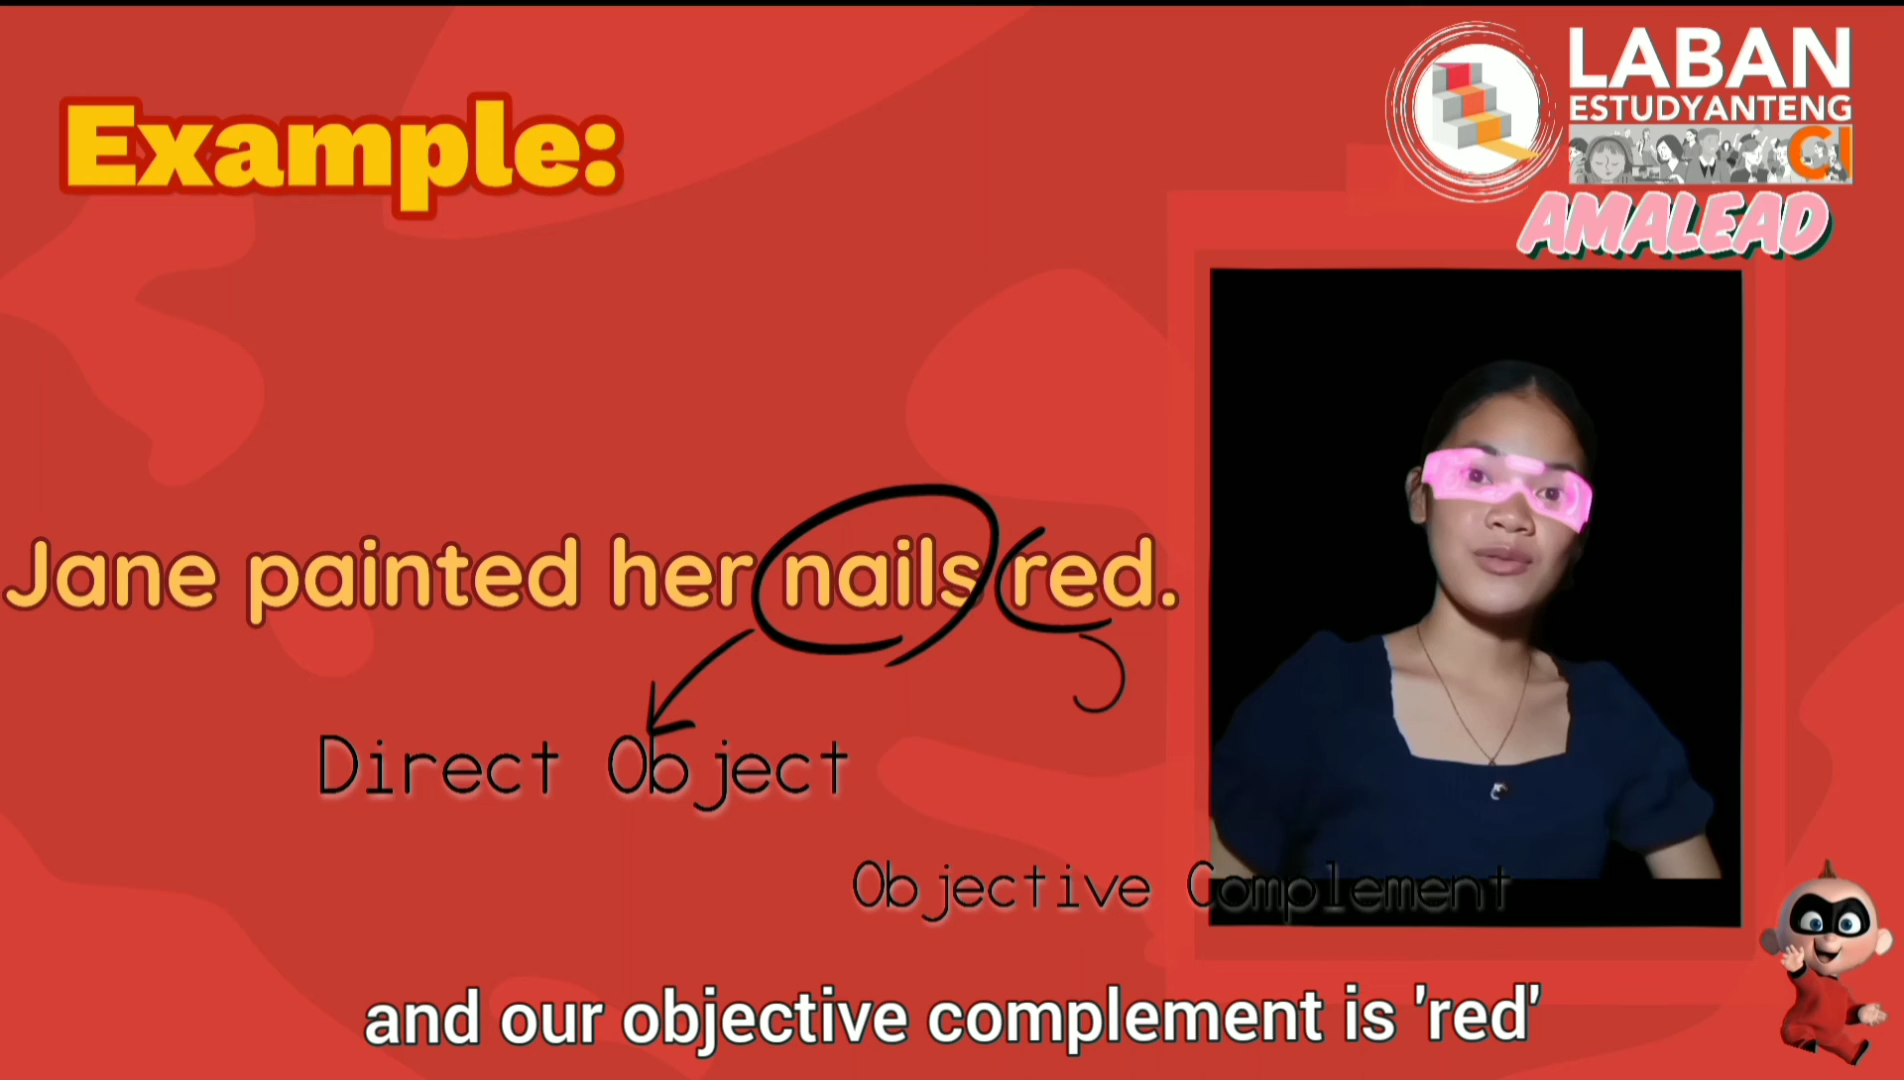 Example:
LABAN
ESTUDYANTENG
CI
AMALEAD
Jane painted her nails red.
Direct Object
Objective Complement
and our objective complement is 'red'